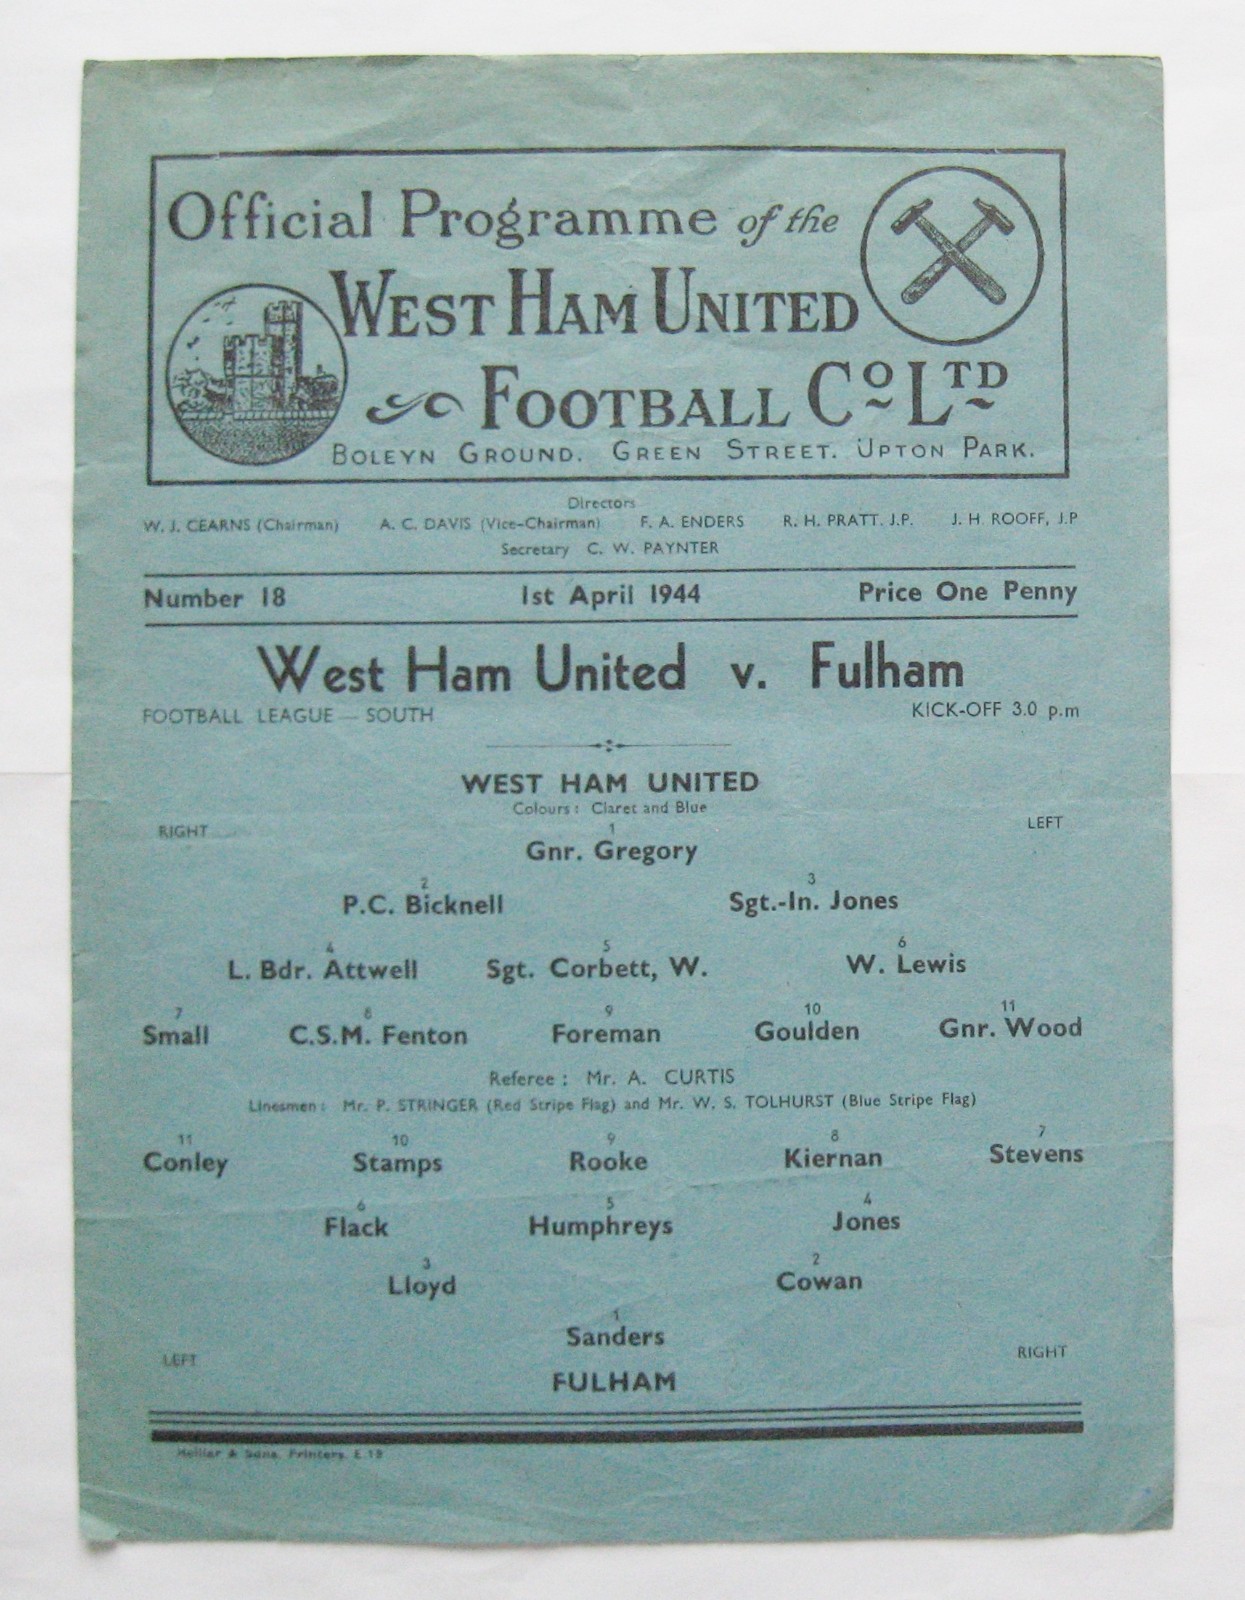 Official Programme of the
WEST HAM UNITED
FOOTBALL Co LTD
BOLEYN GROUND. GREEN STREET. UPTON PARK.
Directors
W. J. CEARNS (Chairman) A. C. DAVIS (Vice-Chairman) F. A. ENDERS R. H. PRATT. J.P. J. H. ROOFF, J.P
Secretary C. W. PAYNTER
Number 18 1st April 1944 Price One Penny
West Ham United v. Fulham
FOOTBALL LEAGUE — SOUTH KICK-OFF 3.0 p.m
WEST HAM UNITED
Colours: Claret and Blue
RIGHT LEFT
1
Gnr. Gregory
2 3
P.C. Bicknell Sgt.-In. Jones
4 5 6
L. Bdr. Attwell Sgt. Corbett, W. W. Lewis
7 8 9 10 11
Small C.S.M. Fenton Foreman Goulden Gnr. Wood
Referee: Mr. A. CURTIS
Linesmen: Mr. P. STRINGER (Red Stripe Flag) and Mr. W. S. TOLHURST (Blue Stripe Flag)
11 10 9 8 7
Conley Stamps Rooke Kiernan Stevens
6 5 4
Flack Humphreys Jones
3 2
Lloyd Cowan
1
Sanders
LEFT RIGHT
FULHAM
Hellier & Sons, Printers, E.15